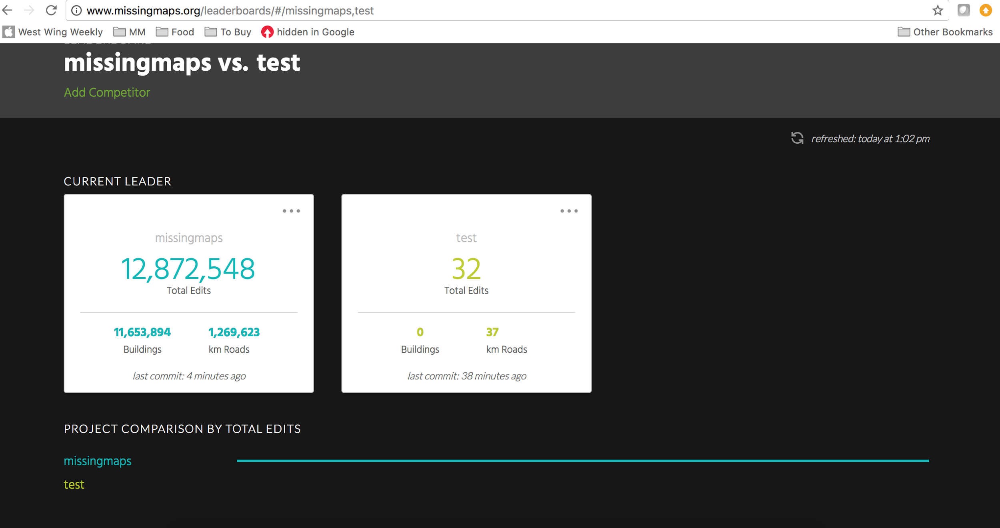 www.missingmaps.org/leaderboards/#/missingmaps,test
West Wing Weekly MM Food To Buy hidden in Google Other Bookmarks
LEADERBOARD
missingmaps vs. test
Add Competitor
refreshed: today at 1:02 pm
CURRENT LEADER
missingmaps
12,872,548
Total Edits
11,653,894 1,269,623
Buildings km Roads
last commit: 4 minutes ago
test
32
Total Edits
0 37
Buildings km Roads
last commit: 38 minutes ago
PROJECT COMPARISON BY TOTAL EDITS
missingmaps
test